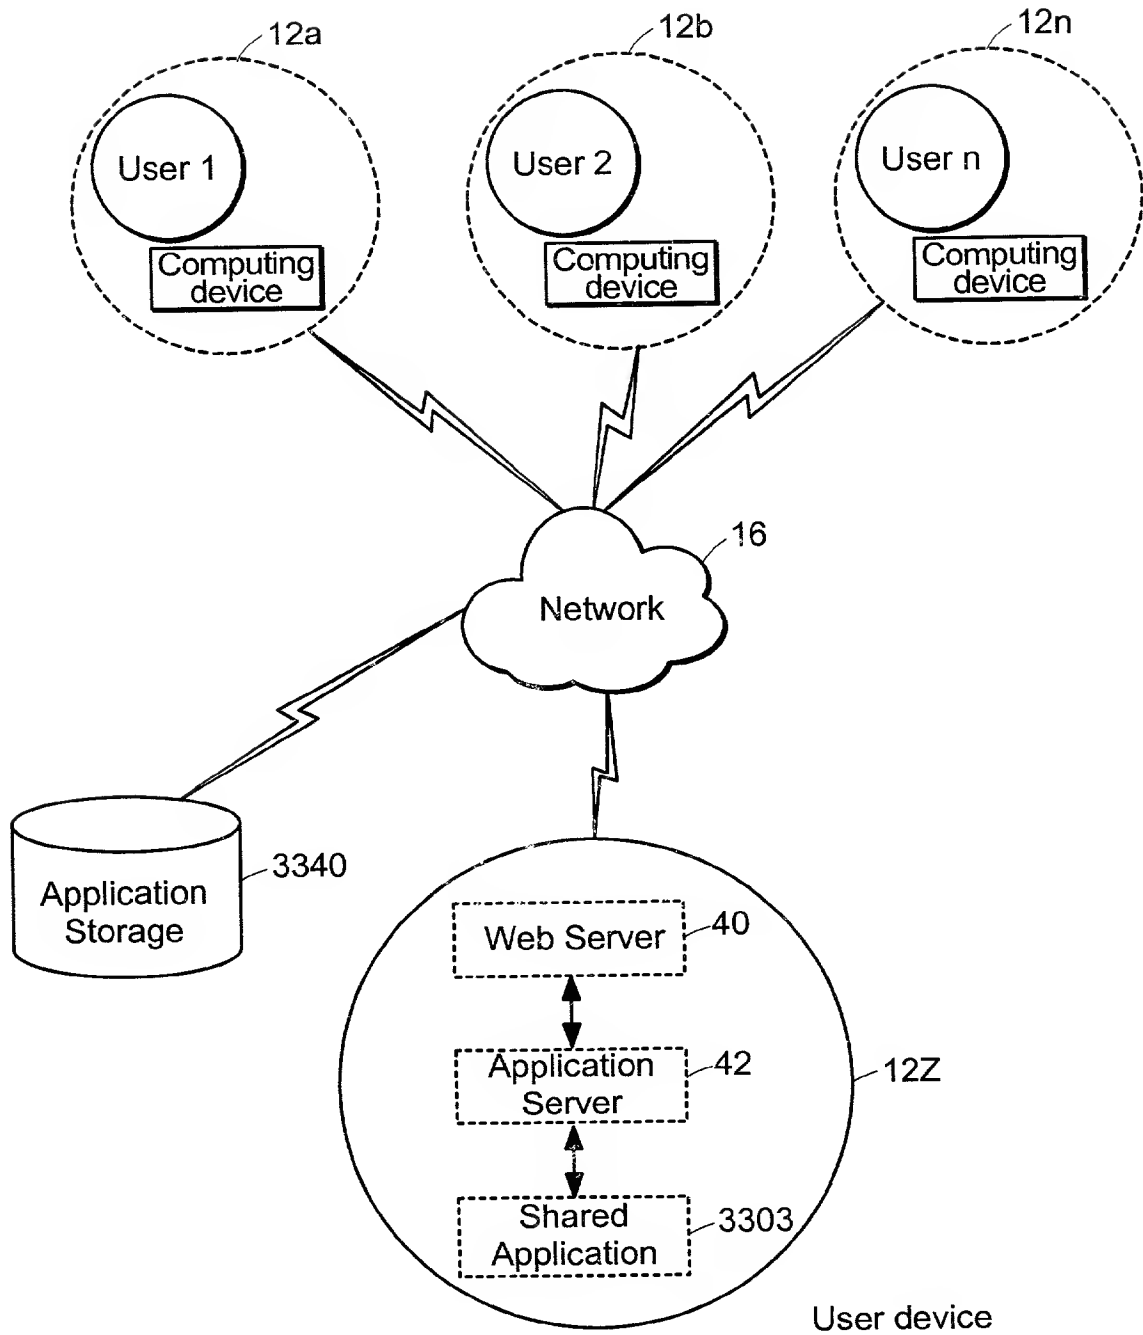 12a
12b
12n
User 1
User 2
User n
Computing
device
Computing
device
Computing
device
16
Network
3340
Application
Storage
40
Web Server
42
Application
Server
12Z
3303
Shared
Application
User device